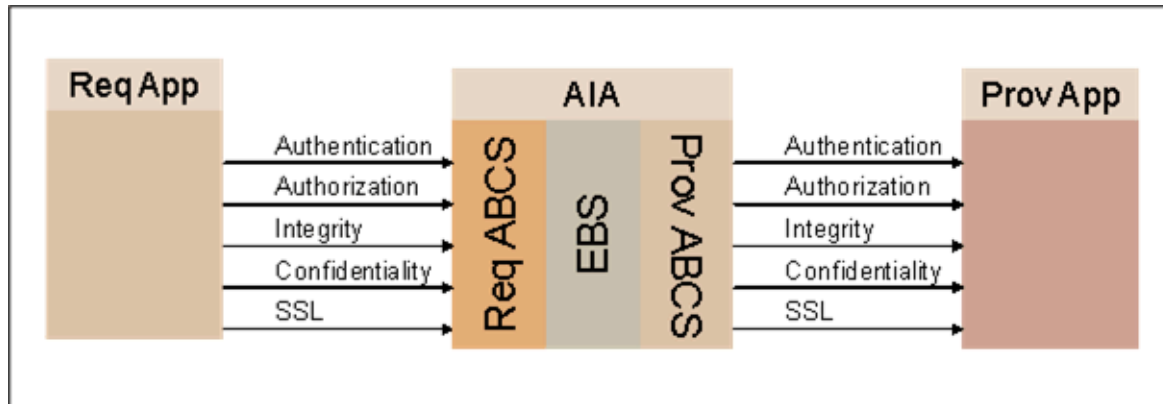 Req App
Authentication
Authorization
Integrity
Confidentiality
SSL
AIA
Req ABCS
EBS
Prov ABCS
Authentication
Authorization
Integrity
Confidentiality
SSL
Prov App